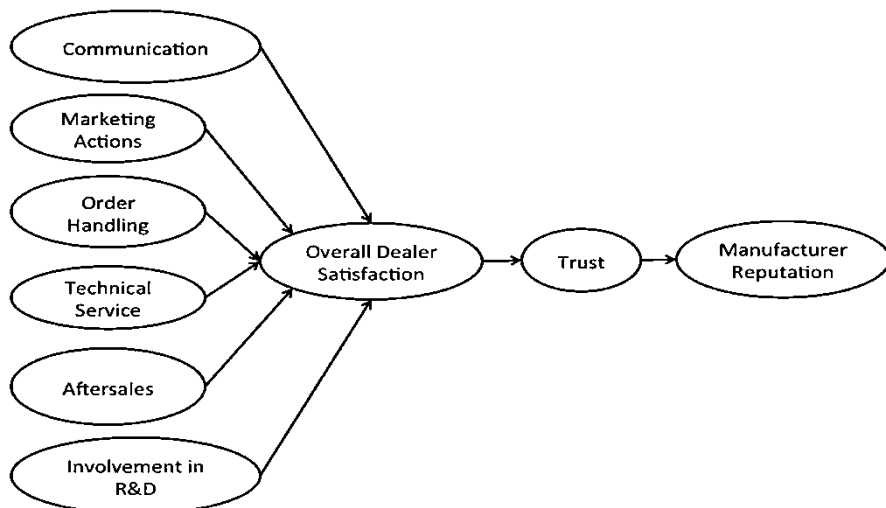 Communication
Marketing
Actions
Order
Handling
Technical
Service
Aftersales
Involvement in
R&D
Overall Dealer
Satisfaction
Trust
Manufacturer
Reputation